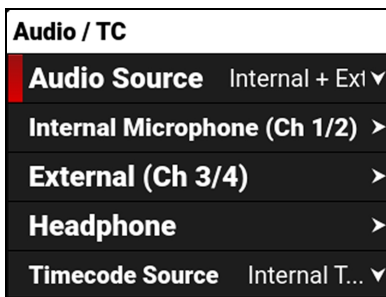 Audio / TC
Audio Source Internal + Ext
Internal Microphone (Ch 1/2)
External (Ch 3/4)
Headphone
Timecode Source Internal T...